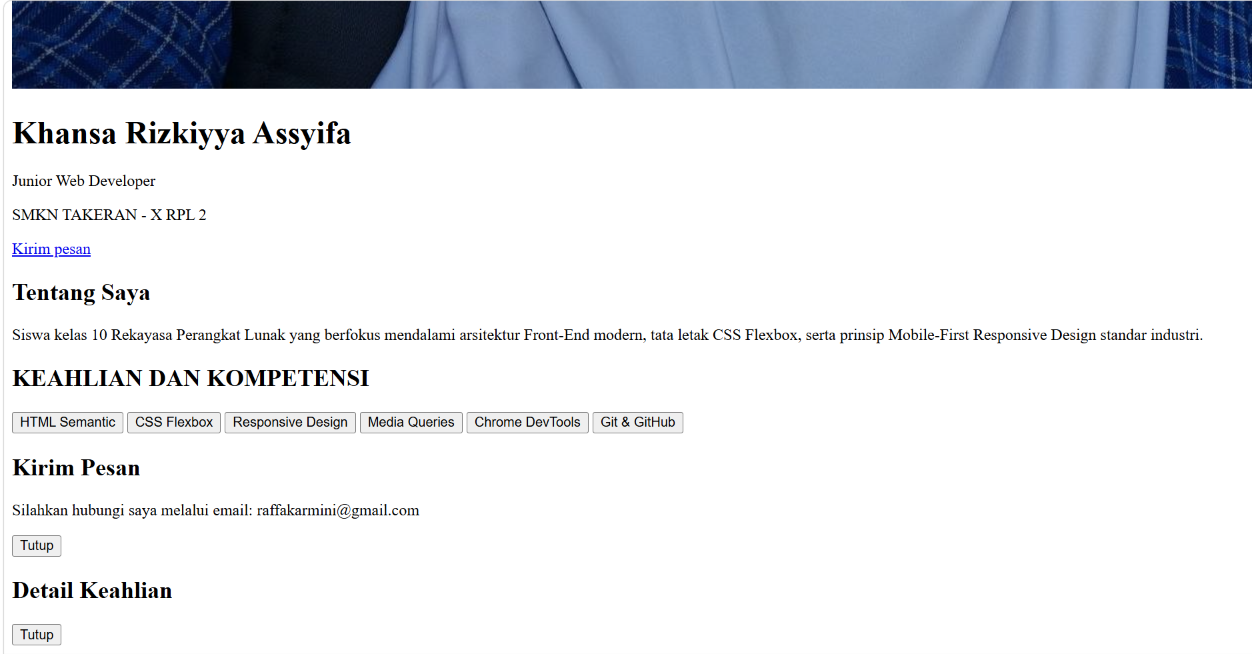 Khansa Rizkiyya Assyifa
Junior Web Developer
SMKN TAKERAN - X RPL 2
Kirim pesan
Tentang Saya
Siswa kelas 10 Rekayasa Perangkat Lunak yang berfokus mendalami arsitektur Front-End modern, tata letak CSS Flexbox, serta prinsip Mobile-First Responsive Design standar industri.
KEAHLIAN DAN KOMPETENSI
HTML Semantic CSS Flexbox Responsive Design Media Queries Chrome DevTools Git & GitHub
Kirim Pesan
Silahkan hubungi saya melalui email: raffakarmini@gmail.com
Tutup
Detail Keahlian
Tutup